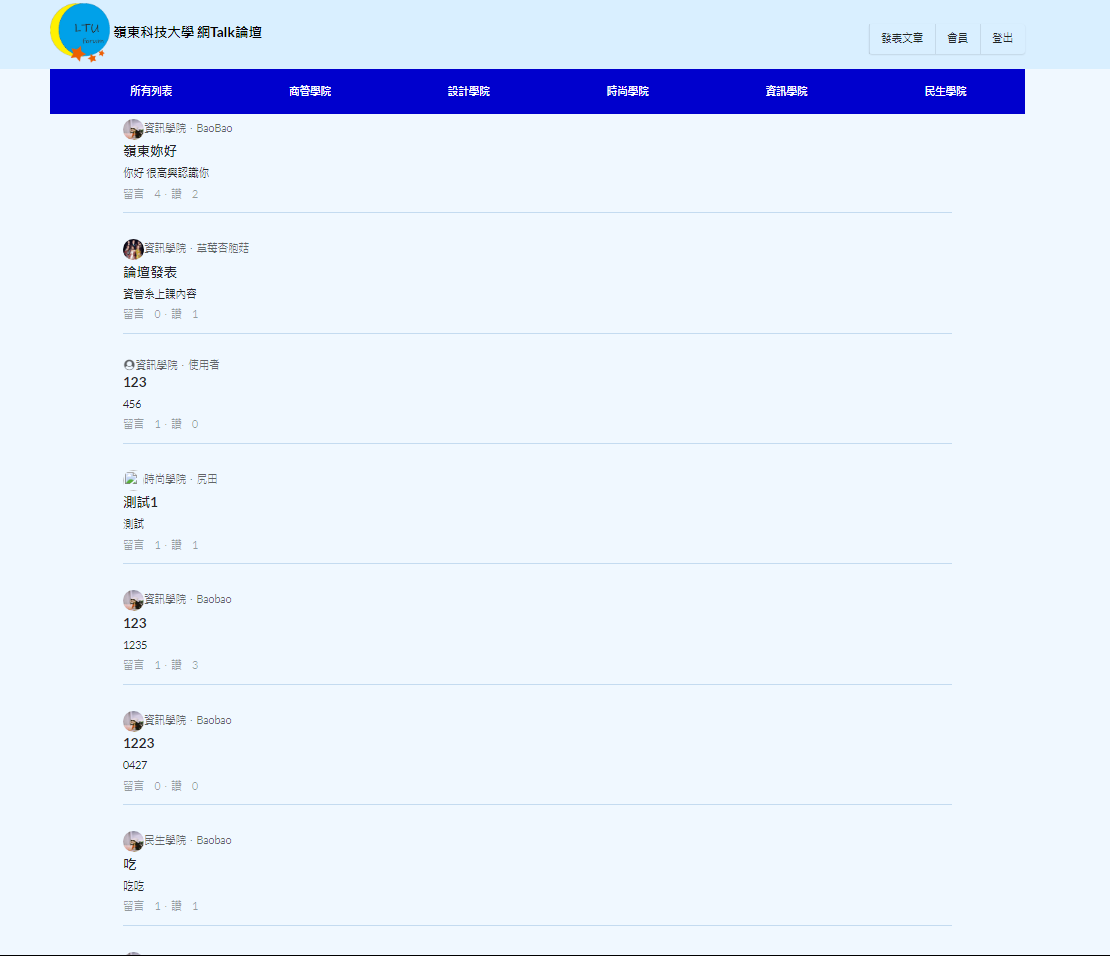 LTU
Forum
嶺東科技大學 網Talk論壇
發表文章 會員 登出
所有列表 商管學院 設計學院 時尚學院 資訊學院 民生學院
資訊學院 · BaoBao
嶺東妳好
你好 很高興認識你
留言 4 · 讚 2
資訊學院 · 草莓杏鮑菇
論壇發表
資管系上課內容
留言 0 · 讚 1
資訊學院 · 使用者
123
456
留言 1 · 讚 0
時尚學院 · 尻田
測試1
測試
留言 1 · 讚 1
資訊學院 · Baobao
123
1235
留言 1 · 讚 3
資訊學院 · Baobao
1223
0427
留言 0 · 讚 0
民生學院 · Baobao
吃
吃吃
留言 1 · 讚 1